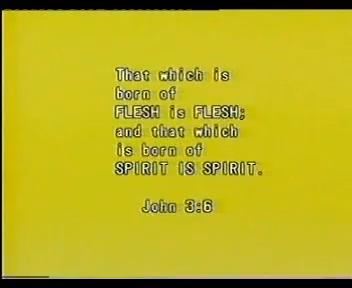 That which is
born of
FLESH is FLESH;
and that which
is born of
SPIRIT IS SPIRIT.
John 3:6